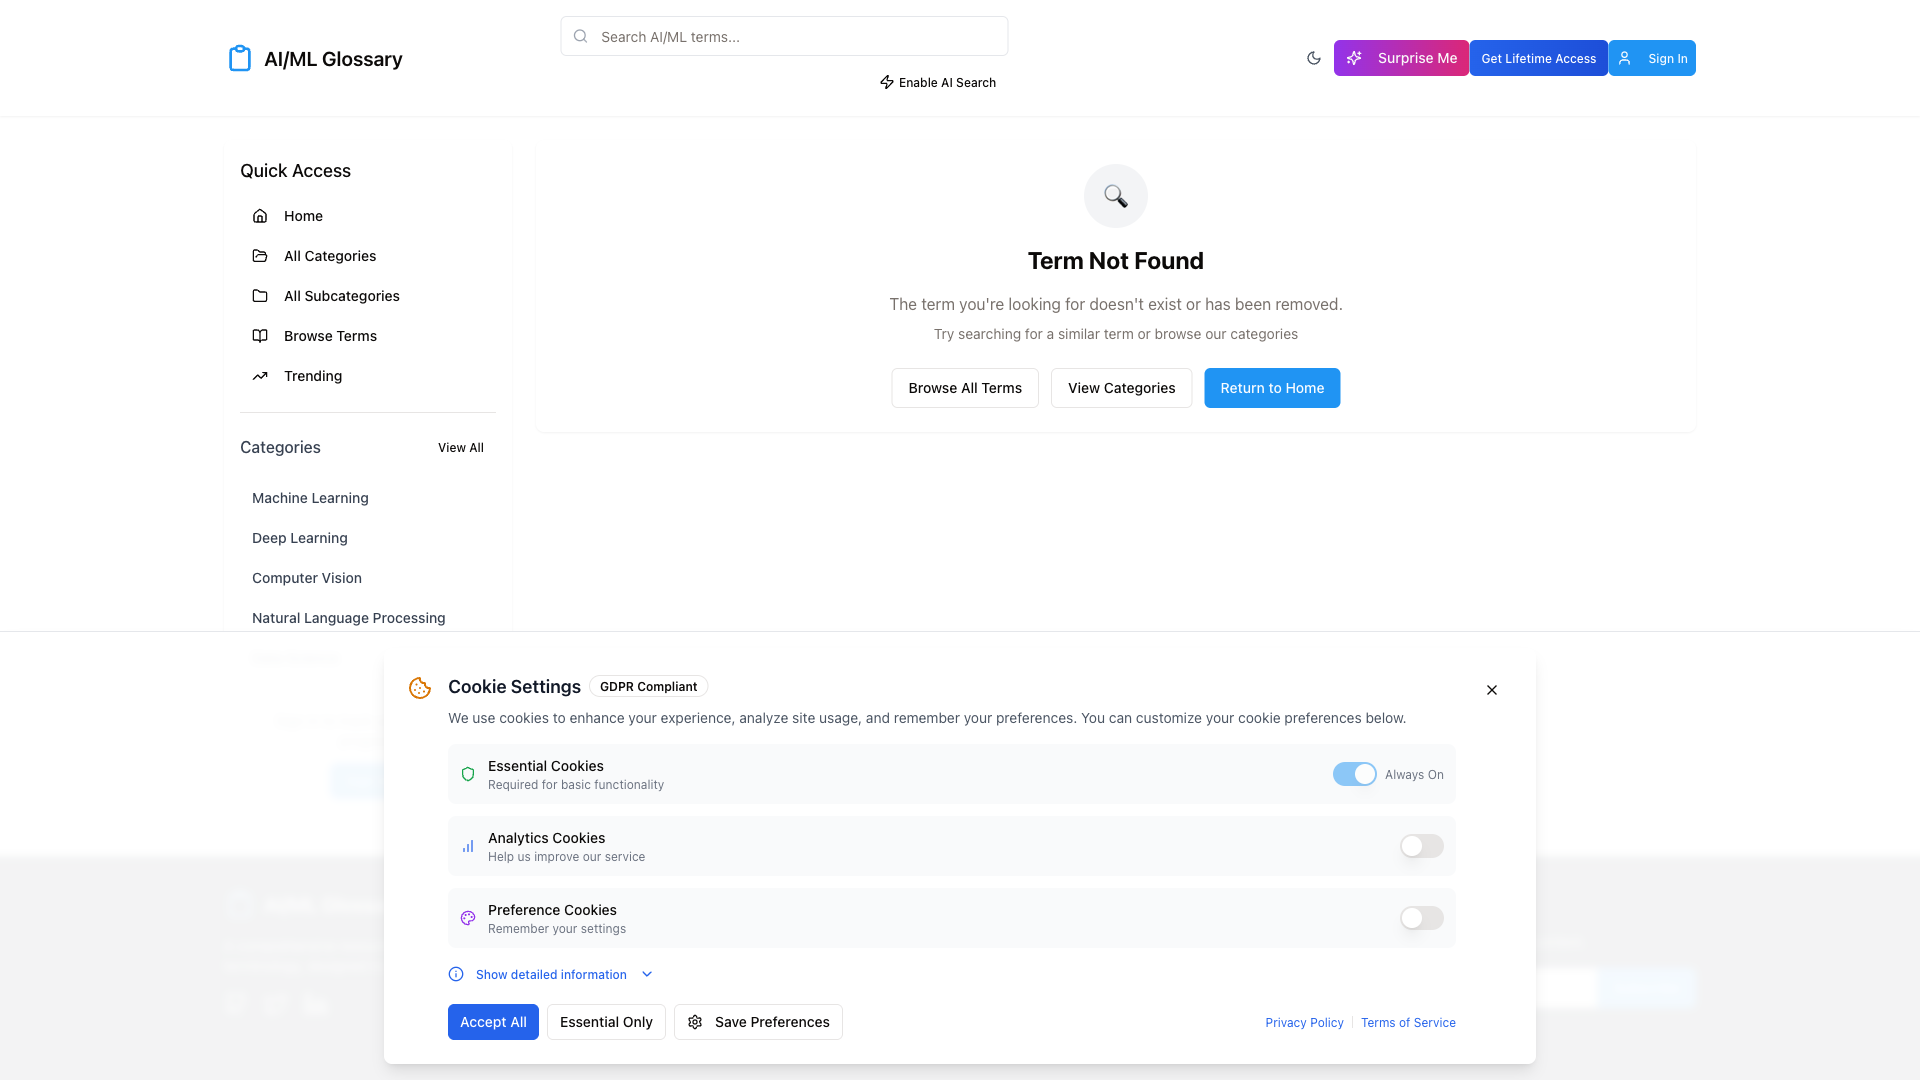 AI/ML Glossary
Search AI/ML terms...
Enable AI Search
Surprise Me
Get Lifetime Access
Sign In
Quick Access
Home
All Categories
All Subcategories
Browse Terms
Trending
Categories
View All
Machine Learning
Deep Learning
Computer Vision
Natural Language Processing
Term Not Found
The term you're looking for doesn't exist or has been removed.
Try searching for a similar term or browse our categories
Browse All Terms
View Categories
Return to Home
Cookie Settings
GDPR Compliant
We use cookies to enhance your experience, analyze site usage, and remember your preferences. You can customize your cookie preferences below.
Essential Cookies
Required for basic functionality
Always On
Analytics Cookies
Help us improve our service
Preference Cookies
Remember your settings
Show detailed information
Accept All
Essential Only
Save Preferences
Privacy Policy
Terms of Service